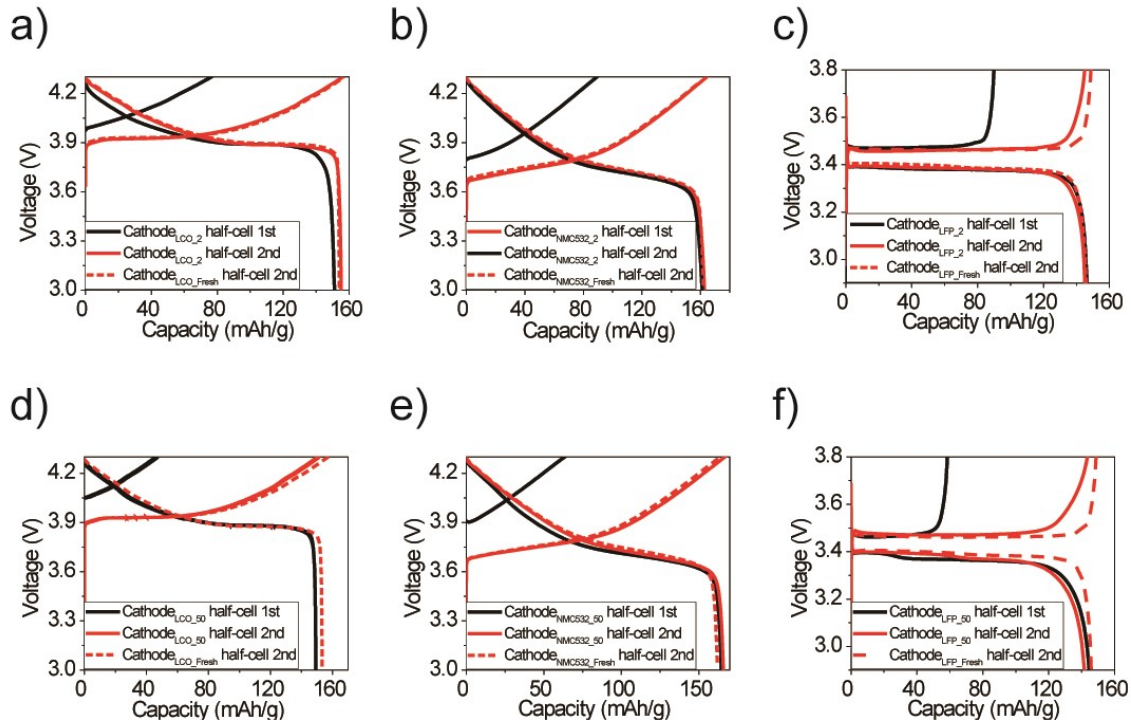 a)
Voltage (V)
4.2
3.9
3.6
3.3
3.0
Cathode_LCO_2 half-cell 1st
Cathode_LCO_2 half-cell 2nd
Cathode_LCO_Fresh half-cell 2nd
0 40 80 120 160
Capacity (mAh/g)
b)
Voltage (V)
4.2
3.9
3.6
3.3
3.0
Cathode_NMC532_2 half-cell 1st
Cathode_NMC532_2 half-cell 2nd
Cathode_NMC532_Fresh half-cell 2nd
0 40 80 120 160
Capacity (mAh/g)
c)
Voltage (V)
3.8
3.6
3.4
3.2
3.0
Cathode_LFP_2 half-cell 1st
Cathode_LFP_2 half-cell 2nd
Cathode_LFP_Fresh half-cell 2nd
0 40 80 120 160
Capacity (mAh/g)
d)
Voltage (V)
4.2
3.9
3.6
3.3
3.0
Cathode_LCO_50 half-cell 1st
Cathode_LCO_50 half-cell 2nd
Cathode_LCO_Fresh half-cell 2nd
0 40 80 120 160
Capacity (mAh/g)
e)
Voltage (V)
4.2
3.9
3.6
3.3
3.0
Cathode_NMC532_50 half-cell 1st
Cathode_NMC532_50 half-cell 2nd
Cathode_NMC532_Fresh half-cell 2nd
0 50 100 150
Capacity (mAh/g)
f)
Voltage (V)
3.8
3.6
3.4
3.2
3.0
Cathode_LFP_50 half-cell 1st
Cathode_LFP_50 half-cell 2nd
Cathode_LFP_Fresh half-cell 2nd
0 40 80 120 160
Capacity (mAh/g)